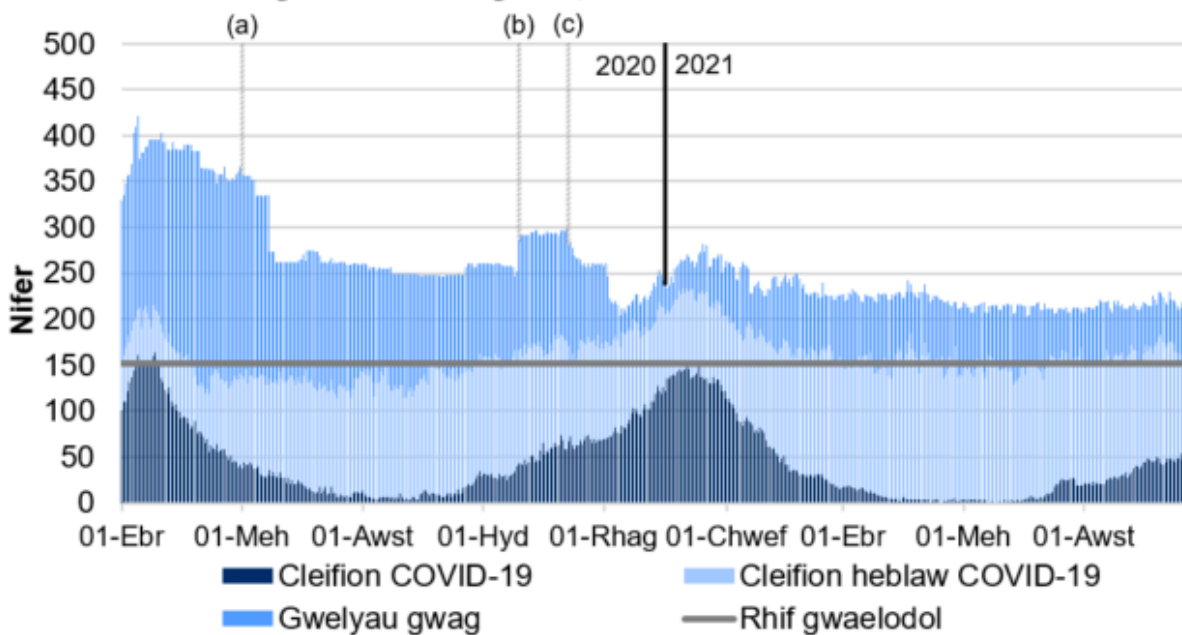 (a) (b) (c)
500
450
400
350
300
250
200
150
100
50
0
Nifer
2020 2021
01-Ebr 01-Meh 01-Awst 01-Hyd 01-Rhag 01-Chwef 01-Ebr 01-Meh 01-Awst
Cleifion COVID-19 Cleifion heblaw COVID-19
Gwelyau gwag Rhif gwaelodol